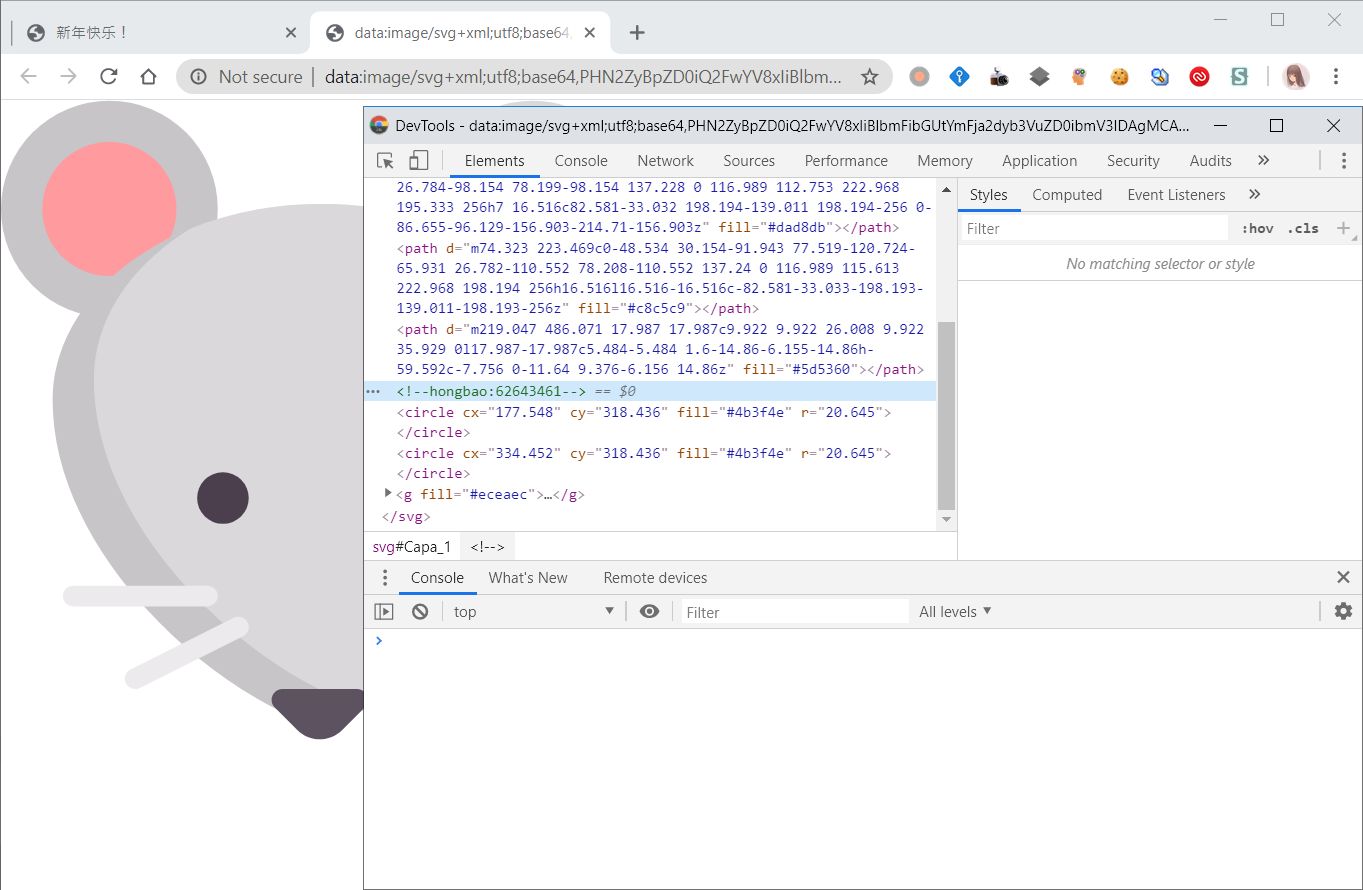 新年快乐！
data:image/svg+xml;utf8;base64,
Not secure | data:image/svg+xml;utf8;base64,PHN2ZyBpZD0iQ2FwYV8xIiBlbm...
DevTools - data:image/svg+xml;utf8;base64,PHN2ZyBpZD0iQ2FwYV8xIiBlbmFibGUtYmFja2dyb3VuZD0ibmV3IDAgMCA...
Elements Console Network Sources Performance Memory Application Security Audits »
26.784-98.154 78.199-98.154 137.228 0 116.989 112.753 222.968
195.333 256h7 16.516c82.581-33.032 198.194-139.011 198.194-256 0-
86.655-96.129-156.903-214.71-156.903z" fill="#dad8db"></path>
<path d="m74.323 223.469c0-48.534 30.154-91.943 77.519-120.724-
65.931 26.782-110.552 78.208-110.552 137.24 0 116.989 115.613
222.968 198.194 256h16.516l16.516-16.516c-82.581-33.033-198.193-
139.011-198.193-256z" fill="#c8c5c9"></path>
<path d="m219.047 486.071 17.987 17.987c9.922 9.922 26.008 9.922
35.929 0l17.987-17.987c5.484-5.484 1.6-14.86-6.155-14.86h-
59.592c-7.756 0-11.64 9.376-6.156 14.86z" fill="#5d5360"></path>
<!--hongbao:62643461--> == $0
<circle cx="177.548" cy="318.436" fill="#4b3f4e" r="20.645">
</circle>
<circle cx="334.452" cy="318.436" fill="#4b3f4e" r="20.645">
</circle>
<g fill="#eceaec">…</g>
</svg>
svg#Capa_1 <!-->
Styles Computed Event Listeners »
Filter :hov .cls +
No matching selector or style
Console What's New Remote devices
top Filter All levels